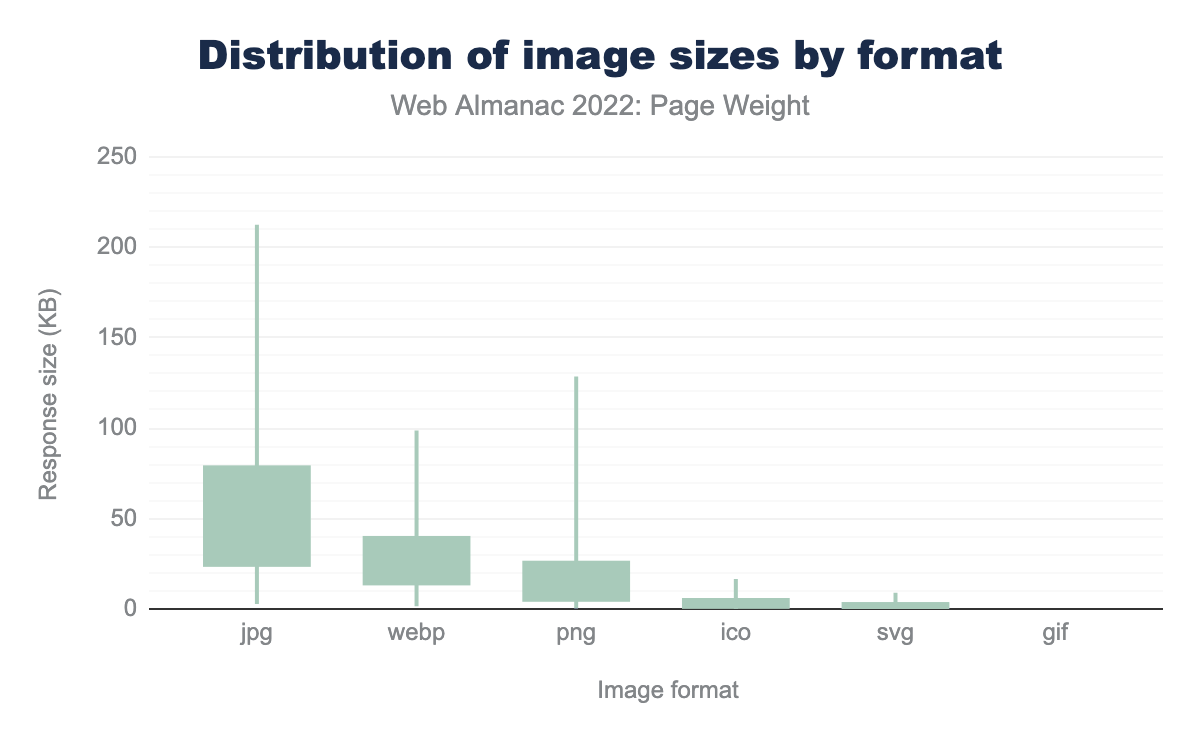 Distribution of image sizes by format
Web Almanac 2022: Page Weight
250
200
150
100
50
0
Response size (KB)
jpg webp png ico svg gif
Image format